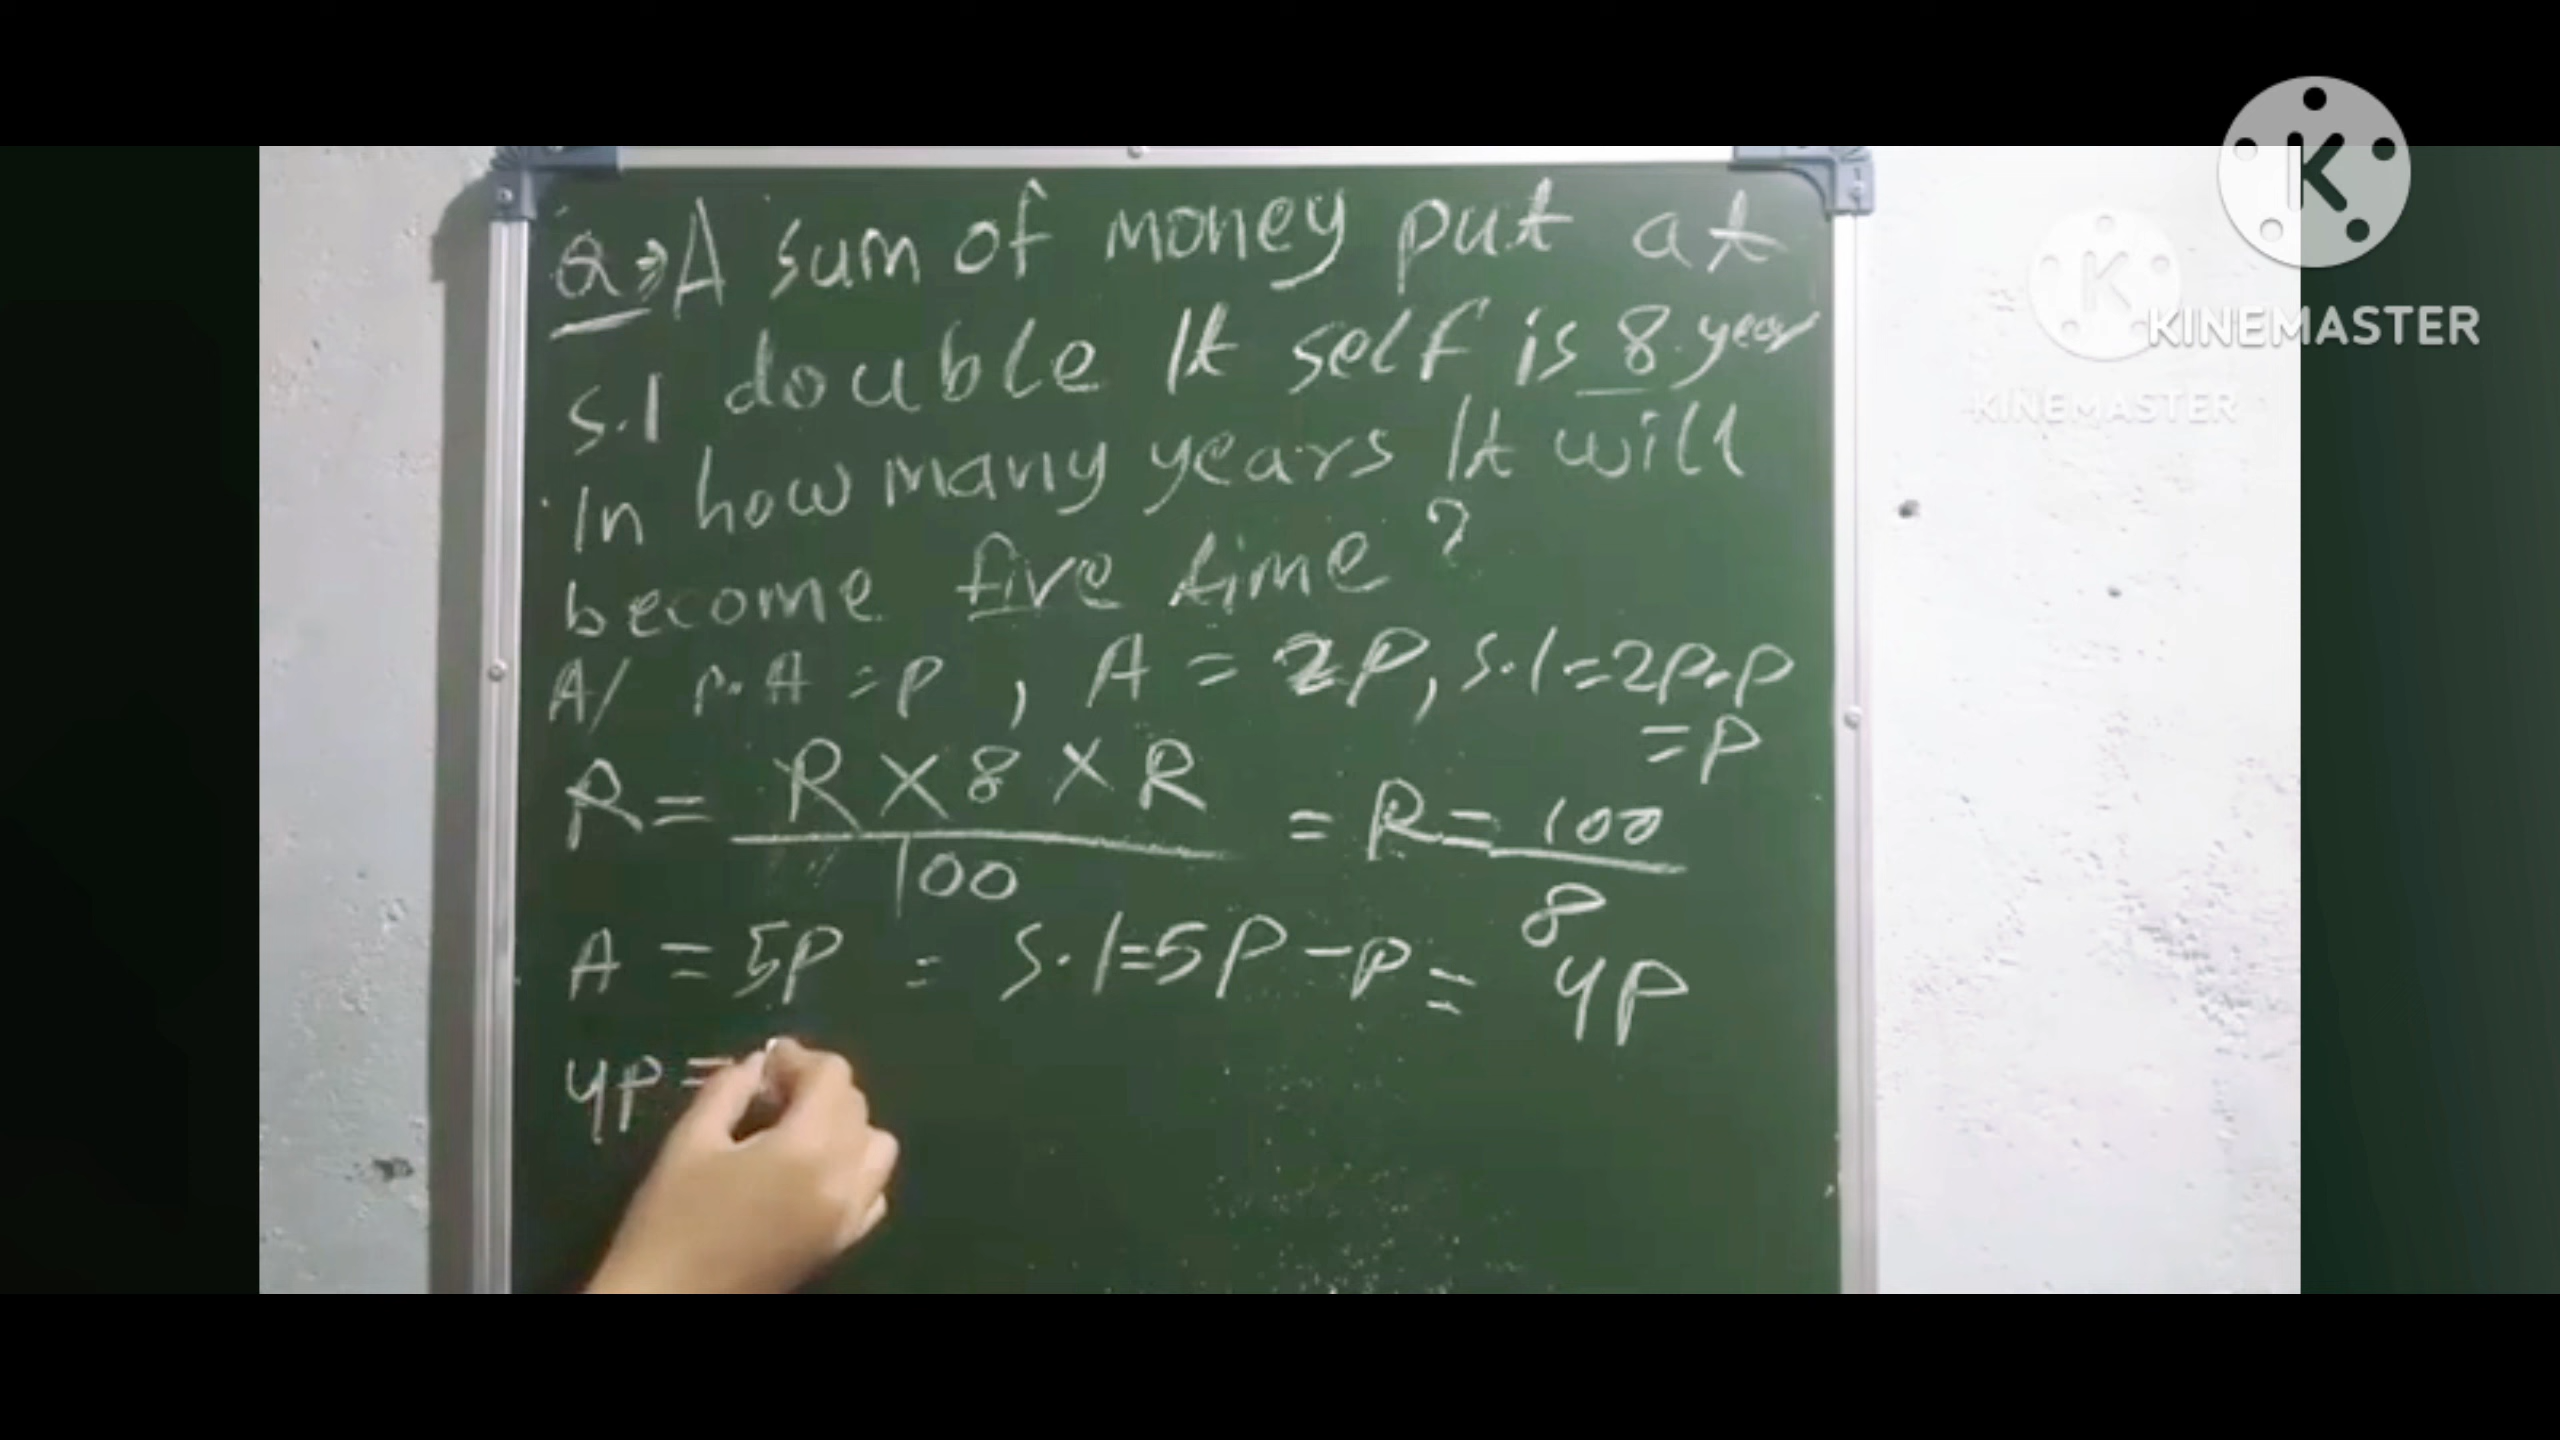 Q⇒ A sum of money put at
S.I double It self is 8 year
In how many years It will
become five time?
A/ P.A = P, A = 2P, S.I = 2P-P
= P
R = R X 8 X R / 100 = R = 100 / 8
A = 5P = S.I = 5P - P = 4P
4P =
K
KINEMASTER
K
KINEMASTER